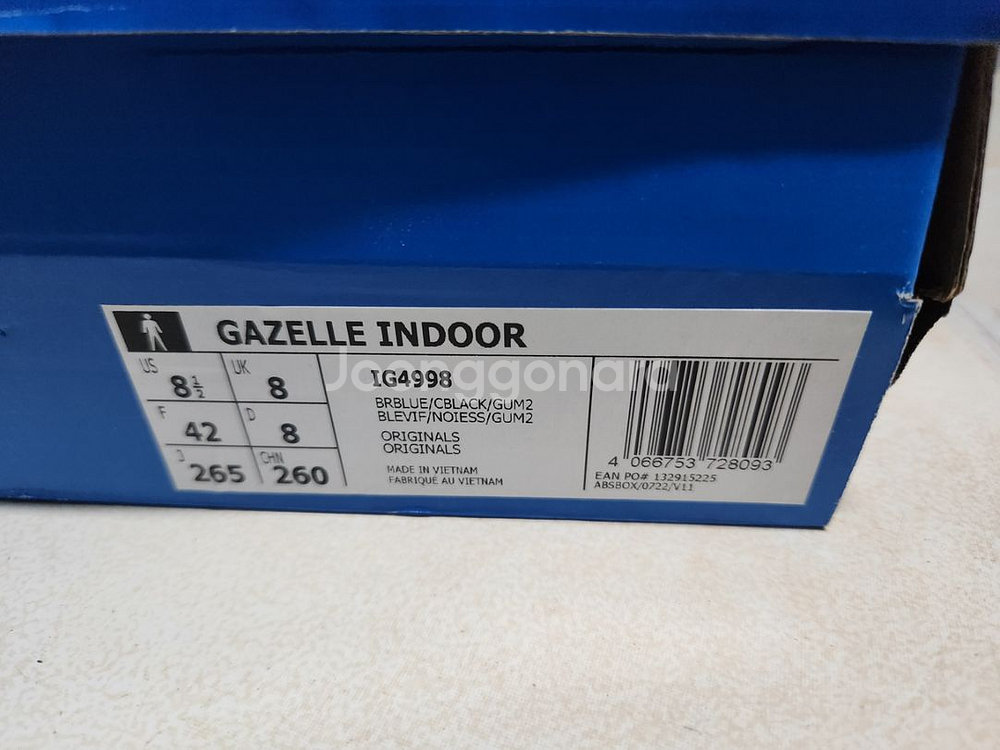 GAZELLE INDOOR
US 8½ UK 8
F 42 D 8
J 265 CHN 260
IG4998
BRBLUE/CBLACK/GUM2
BLEVIF/NOIESS/GUM2
ORIGINALS
ORIGINALS
MADE IN VIETNAM
FABRIQUÉ AU VIETNAM
4 066753 728093
EAN PO# 132915225
ABSBOX/0722/V11
Joonggonara